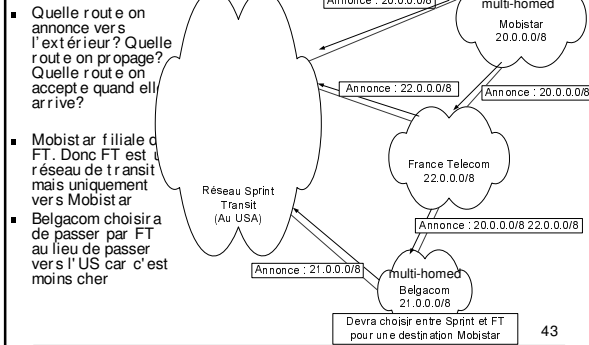 Quelle route on
annonce vers
l'extérieur? Quelle
route on propage?
Quelle route on
accepte quand elle
arrive?
Mobistar filiale
FT. Donc FT est
réseau de transit
mais uniquement
vers Mobistar
Belgacom choisira
de passer par FT
au lieu de passer
vers l'US car c'est
moins cher
Annonce : 20.0.0.0/8
multi-homed
Mobistar
20.0.0.0/8
Annonce : 22.0.0.0/8
Annonce : 20.0.0.0/8
France Telecom
22.0.0.0/8
Réseau Sprint
Transit
(Au USA)
Annonce : 20.0.0.0/8 22.0.0.0/8
Annonce : 21.0.0.0/8
multi-homed
Belgacom
21.0.0.0/8
Devra choisir entre Sprint et FT
pour une destination Mobistar
43